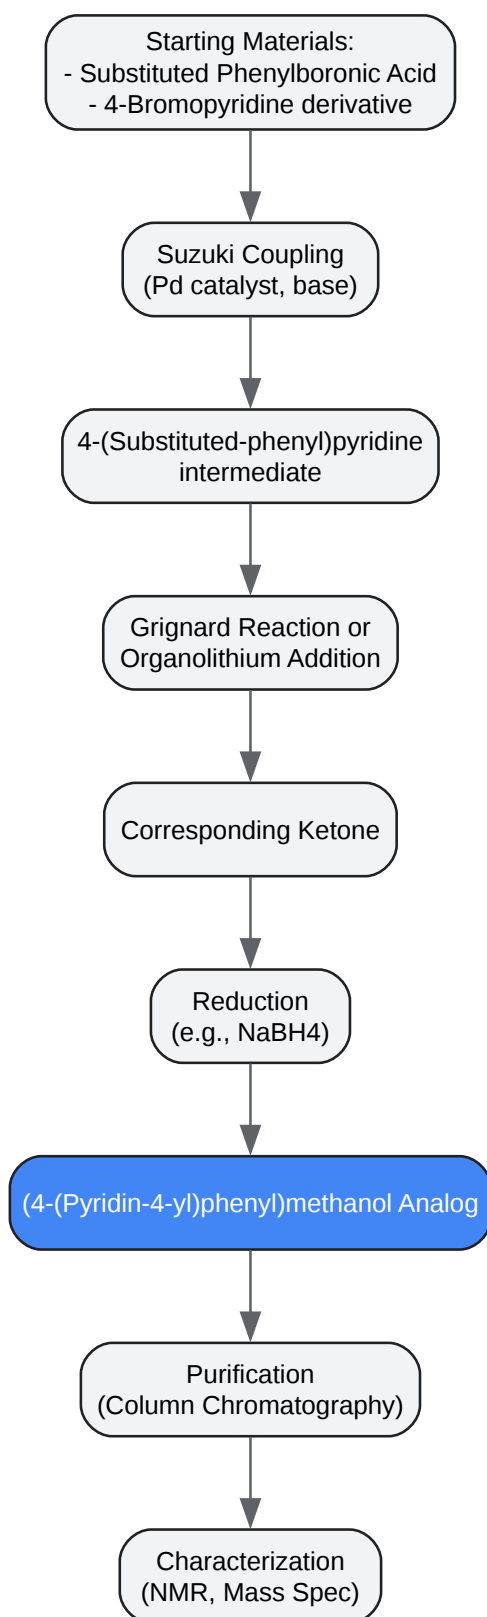 Starting Materials:
- Substituted Phenylboronic Acid
- 4-Bromopyridine derivative
Suzuki Coupling
(Pd catalyst, base)
4-(Substituted-phenyl)pyridine
intermediate
Grignard Reaction or
Organolithium Addition
Corresponding Ketone
Reduction
(e.g., NaBH4)
(4-(Pyridin-4-yl)phenyl)methanol Analog
Purification
(Column Chromatography)
Characterization
(NMR, Mass Spec)